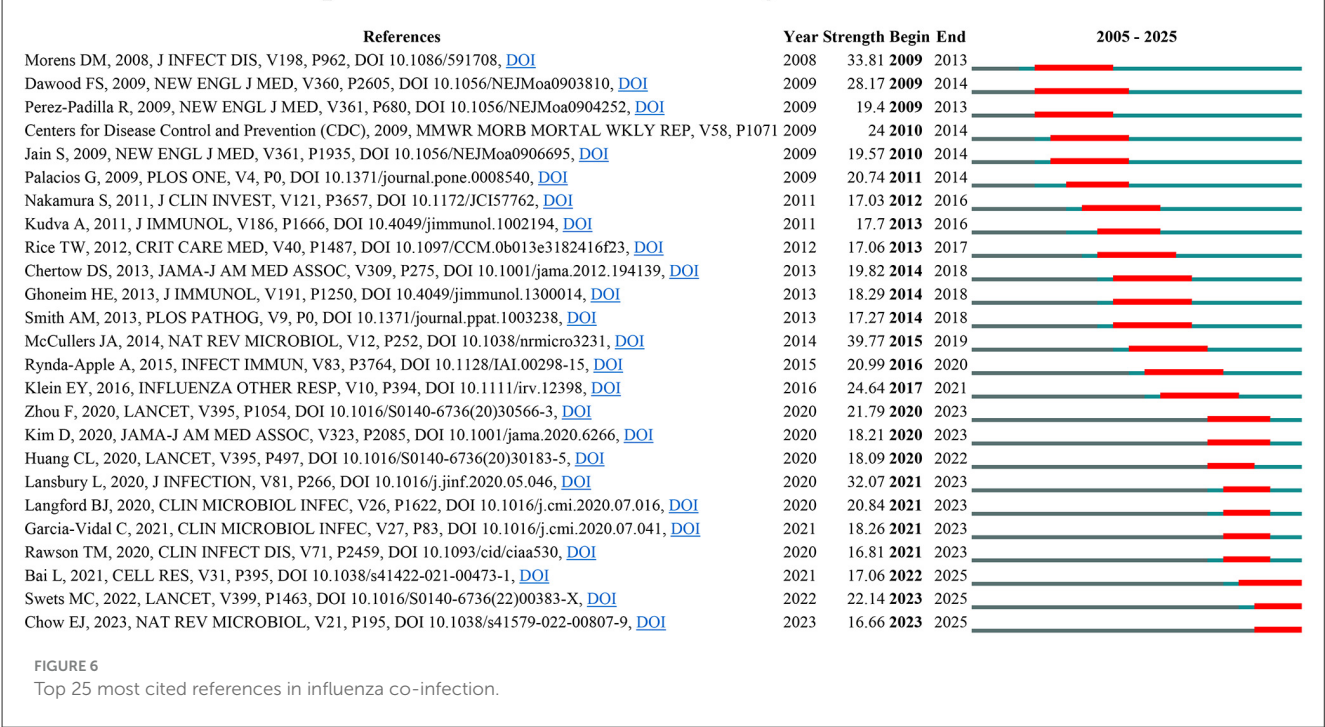 References Year Strength Begin End 2005 - 2025
Morens DM, 2008, J INFECT DIS, V198, P962, DOI 10.1086/591708, DOI 2008 33.81 2009 2013
Dawood FS, 2009, NEW ENGL J MED, V360, P2605, DOI 10.1056/NEJMoa0903810, DOI 2009 28.17 2009 2014
Perez-Padilla R, 2009, NEW ENGL J MED, V361, P680, DOI 10.1056/NEJMoa0904252, DOI 2009 19.4 2009 2013
Centers for Disease Control and Prevention (CDC), 2009, MMWR MORB MORTAL WKLY REP, V58, P1071 2009 24 2010 2014
Jain S, 2009, NEW ENGL J MED, V361, P1935, DOI 10.1056/NEJMoa0906695, DOI 2009 19.57 2010 2014
Palacios G, 2009, PLOS ONE, V4, P0, DOI 10.1371/journal.pone.0008540, DOI 2009 20.74 2011 2014
Nakamura S, 2011, J CLIN INVEST, V121, P3657, DOI 10.1172/JCI57762, DOI 2011 17.03 2012 2016
Kudva A, 2011, J IMMUNOL, V186, P1666, DOI 10.4049/jimmunol.1002194, DOI 2011 17.7 2013 2016
Rice TW, 2012, CRIT CARE MED, V40, P1487, DOI 10.1097/CCM.0b013e3182416f23, DOI 2012 17.06 2013 2017
Chertow DS, 2013, JAMA-J AM MED ASSOC, V309, P275, DOI 10.1001/jama.2012.194139, DOI 2013 19.82 2014 2018
Ghoneim HE, 2013, J IMMUNOL, V191, P1250, DOI 10.4049/jimmunol.1300014, DOI 2013 18.29 2014 2018
Smith AM, 2013, PLOS PATHOG, V9, P0, DOI 10.1371/journal.ppat.1003238, DOI 2013 17.27 2014 2018
McCullers JA, 2014, NAT REV MICROBIOL, V12, P252, DOI 10.1038/nrmicro3231, DOI 2014 39.77 2015 2019
Rynda-Apple A, 2015, INFECT IMMUN, V83, P3764, DOI 10.1128/IAI.00298-15, DOI 2015 20.99 2016 2020
Klein EY, 2016, INFLUENZA OTHER RESP, V10, P394, DOI 10.1111/irv.12398, DOI 2016 24.64 2017 2021
Zhou F, 2020, LANCET, V395, P1054, DOI 10.1016/S0140-6736(20)30566-3, DOI 2020 21.79 2020 2023
Kim D, 2020, JAMA-J AM MED ASSOC, V323, P2085, DOI 10.1001/jama.2020.6266, DOI 2020 18.21 2020 2023
Huang CL, 2020, LANCET, V395, P497, DOI 10.1016/S0140-6736(20)30183-5, DOI 2020 18.09 2020 2022
Lansbury L, 2020, J INFECTION, V81, P266, DOI 10.1016/j.jinf.2020.05.046, DOI 2020 32.07 2021 2023
Langford BJ, 2020, CLIN MICROBIOL INFEC, V26, P1622, DOI 10.1016/j.cmi.2020.07.016, DOI 2020 20.84 2021 2023
Garcia-Vidal C, 2021, CLIN MICROBIOL INFEC, V27, P83, DOI 10.1016/j.cmi.2020.07.041, DOI 2021 18.26 2021 2023
Rawson TM, 2020, CLIN INFECT DIS, V71, P2459, DOI 10.1093/cid/ciaa530, DOI 2020 16.81 2021 2023
Bai L, 2021, CELL RES, V31, P395, DOI 10.1038/s41422-021-00473-1, DOI 2021 17.06 2022 2025
Swets MC, 2022, LANCET, V399, P1463, DOI 10.1016/S0140-6736(22)00383-X, DOI 2022 22.14 2023 2025
Chow EJ, 2023, NAT REV MICROBIOL, V21, P195, DOI 10.1038/s41579-022-00807-9, DOI 2023 16.66 2023 2025
FIGURE 6
Top 25 most cited references in influenza co-infection.